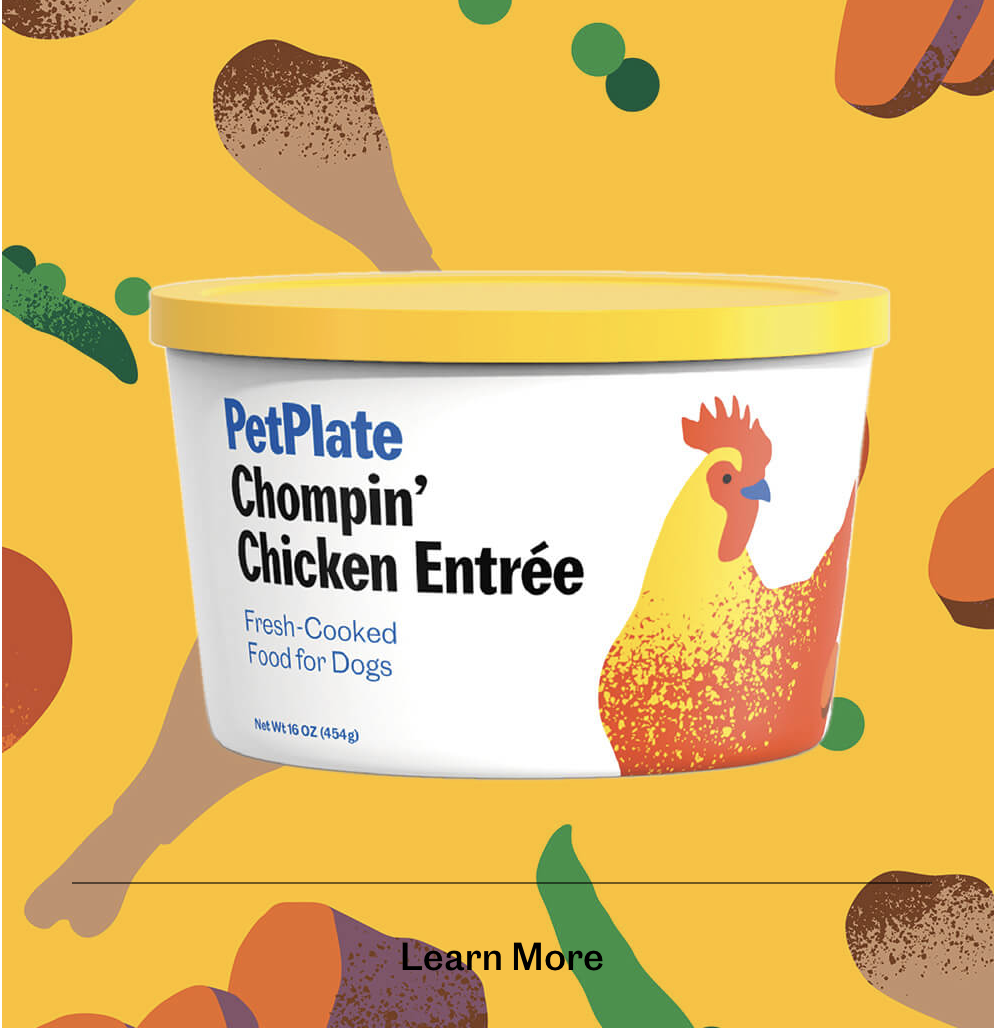 PetPlate
Chompin’
Chicken Entrée
Fresh-Cooked
Food for Dogs
Net Wt 16 OZ (454g)
Learn More